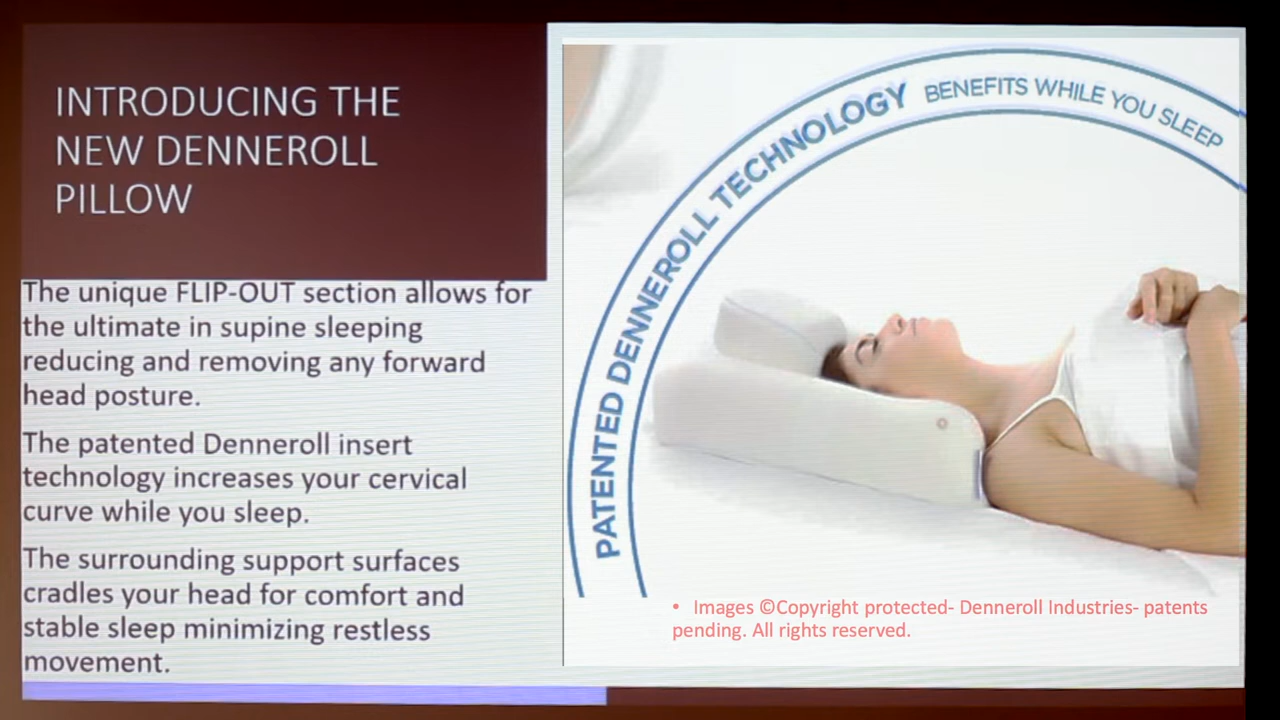 INTRODUCING THE
NEW DENNEROLL
PILLOW
The unique FLIP-OUT section allows for
the ultimate in supine sleeping
reducing and removing any forward
head posture.
The patented Denneroll insert
technology increases your cervical
curve while you sleep.
The surrounding support surfaces
cradles your head for comfort and
stable sleep minimizing restless
movement.
PATENTED DENNEROLL TECHNOLOGY BENEFITS WHILE YOU SLEEP
• Images ©Copyright protected- Denneroll Industries- patents
pending. All rights reserved.